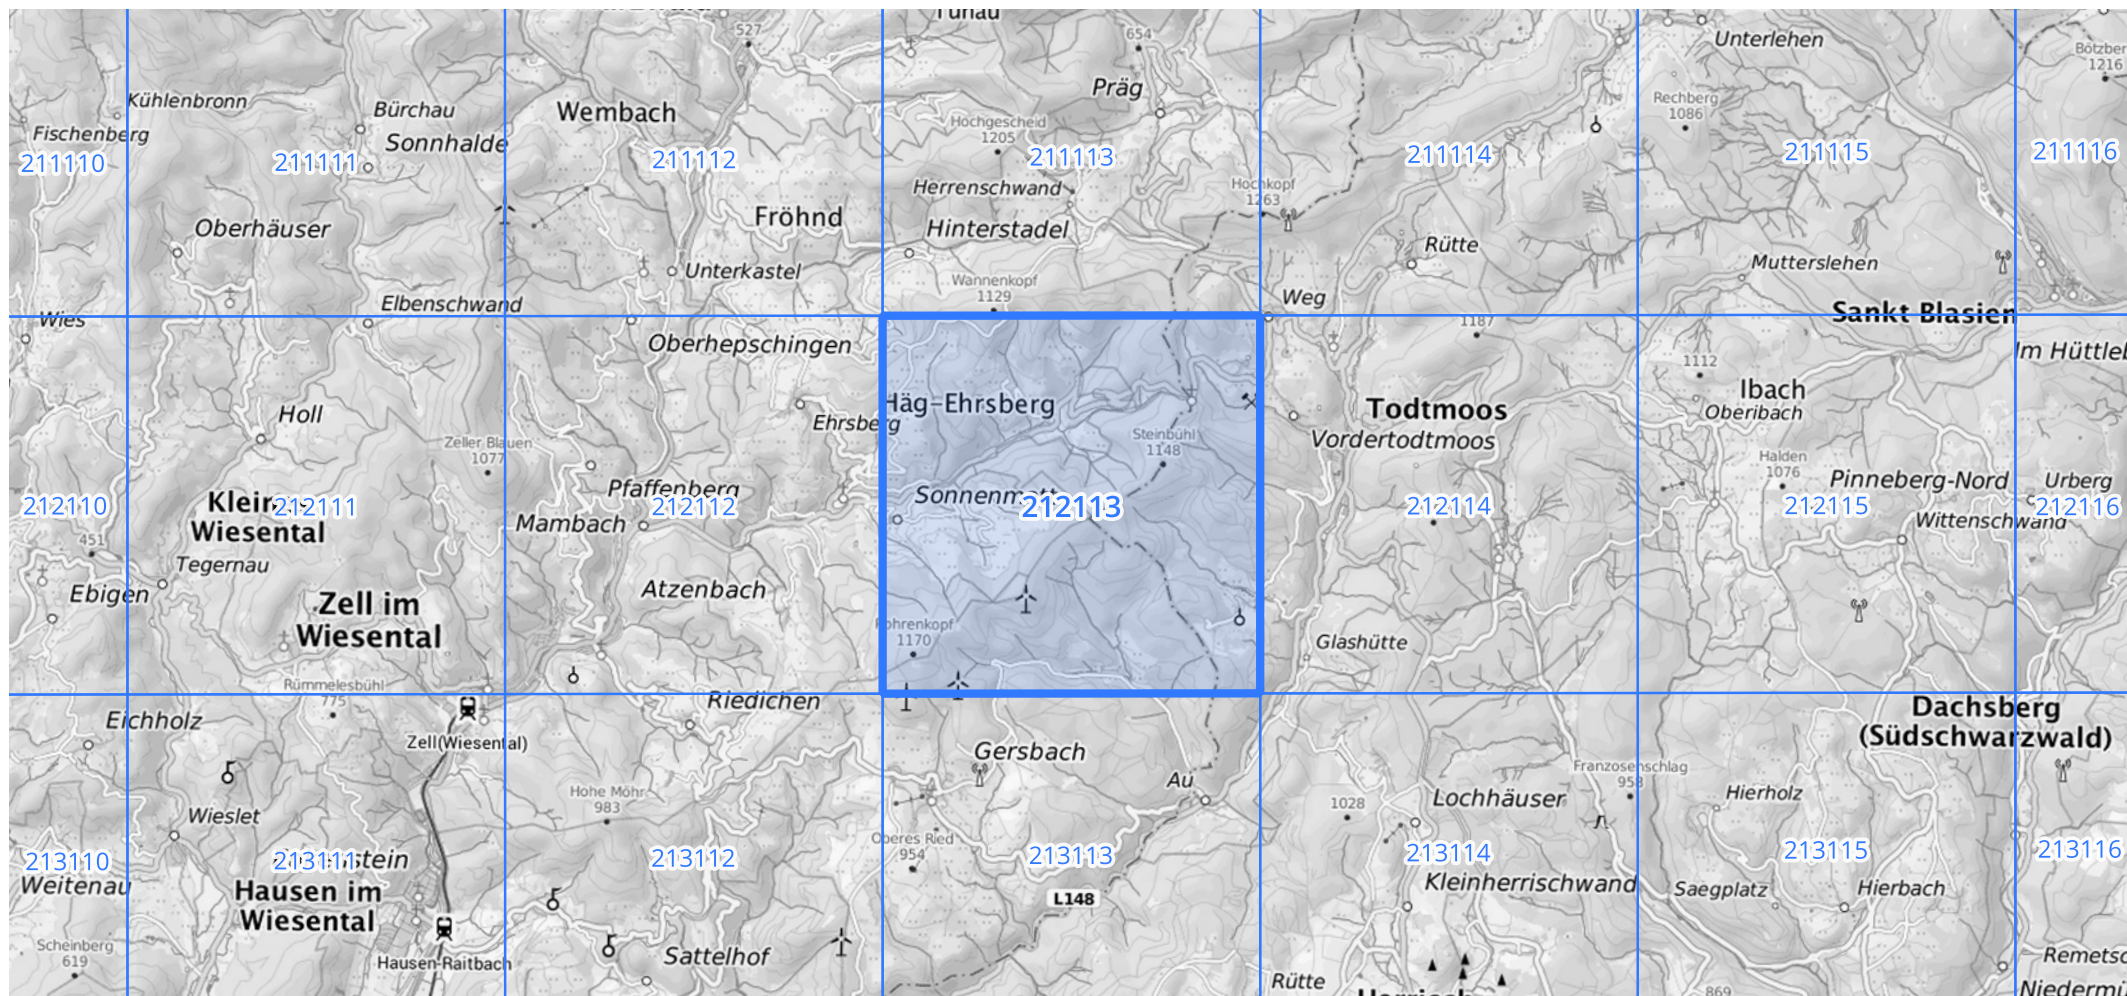 527
654
Unterlehen
1216
Kühlenbronn
Bürchau
Wembach
Präg
Rechberg
1086
Fischenberg
Sonnhalde
Hochgescheid
1205
211110
211111
211112
211113
211114
211115
211116
Herrenschwand
Hochkopf
1263
Oberhäuser
Fröhnd
Hinterstadel
Rütte
Unterkastel
Mutterslehen
Wannenkopf
1129
Weg
Elbenschwand
Wies
Sankt Blasien
1187
Oberhepschingen
1112
Ibach
Häg-Ehrsberg
Todtmoos
Oberibach
Holl
Ehrsberg
Vordertodtmoos
Zeller Blauen
1077
Steinbühl
1148
Halden
1076
Pfaffenberg
Pinneberg-Nord
Urberg
212110
212111
212112
212113
212114
212115
212116
Wiesental
Mambach
Wittenschwand
451
Tegernau
Ebigen
Atzenbach
Zell im
Wiesental
1170
Glashütte
Rümmelesbühl
775
Riedichen
Eichholz
Dachsberg
(Südschwarzwald)
Zell(Wiesental)
Gersbach
Au
Franzosenschlag
Hohe Möhr
983
1028
Lochhäuser
Hierholz
Wieslet
Oberes Ried
954
213110
213111
213112
213113
213114
213115
213116
Weitenau
Hausen im
Wiesental
Kleinherrischwand
Saegplatz
Hierbach
L148
Scheinberg
619
Hausen-Raitbach
Sattelhof
Rütte
869